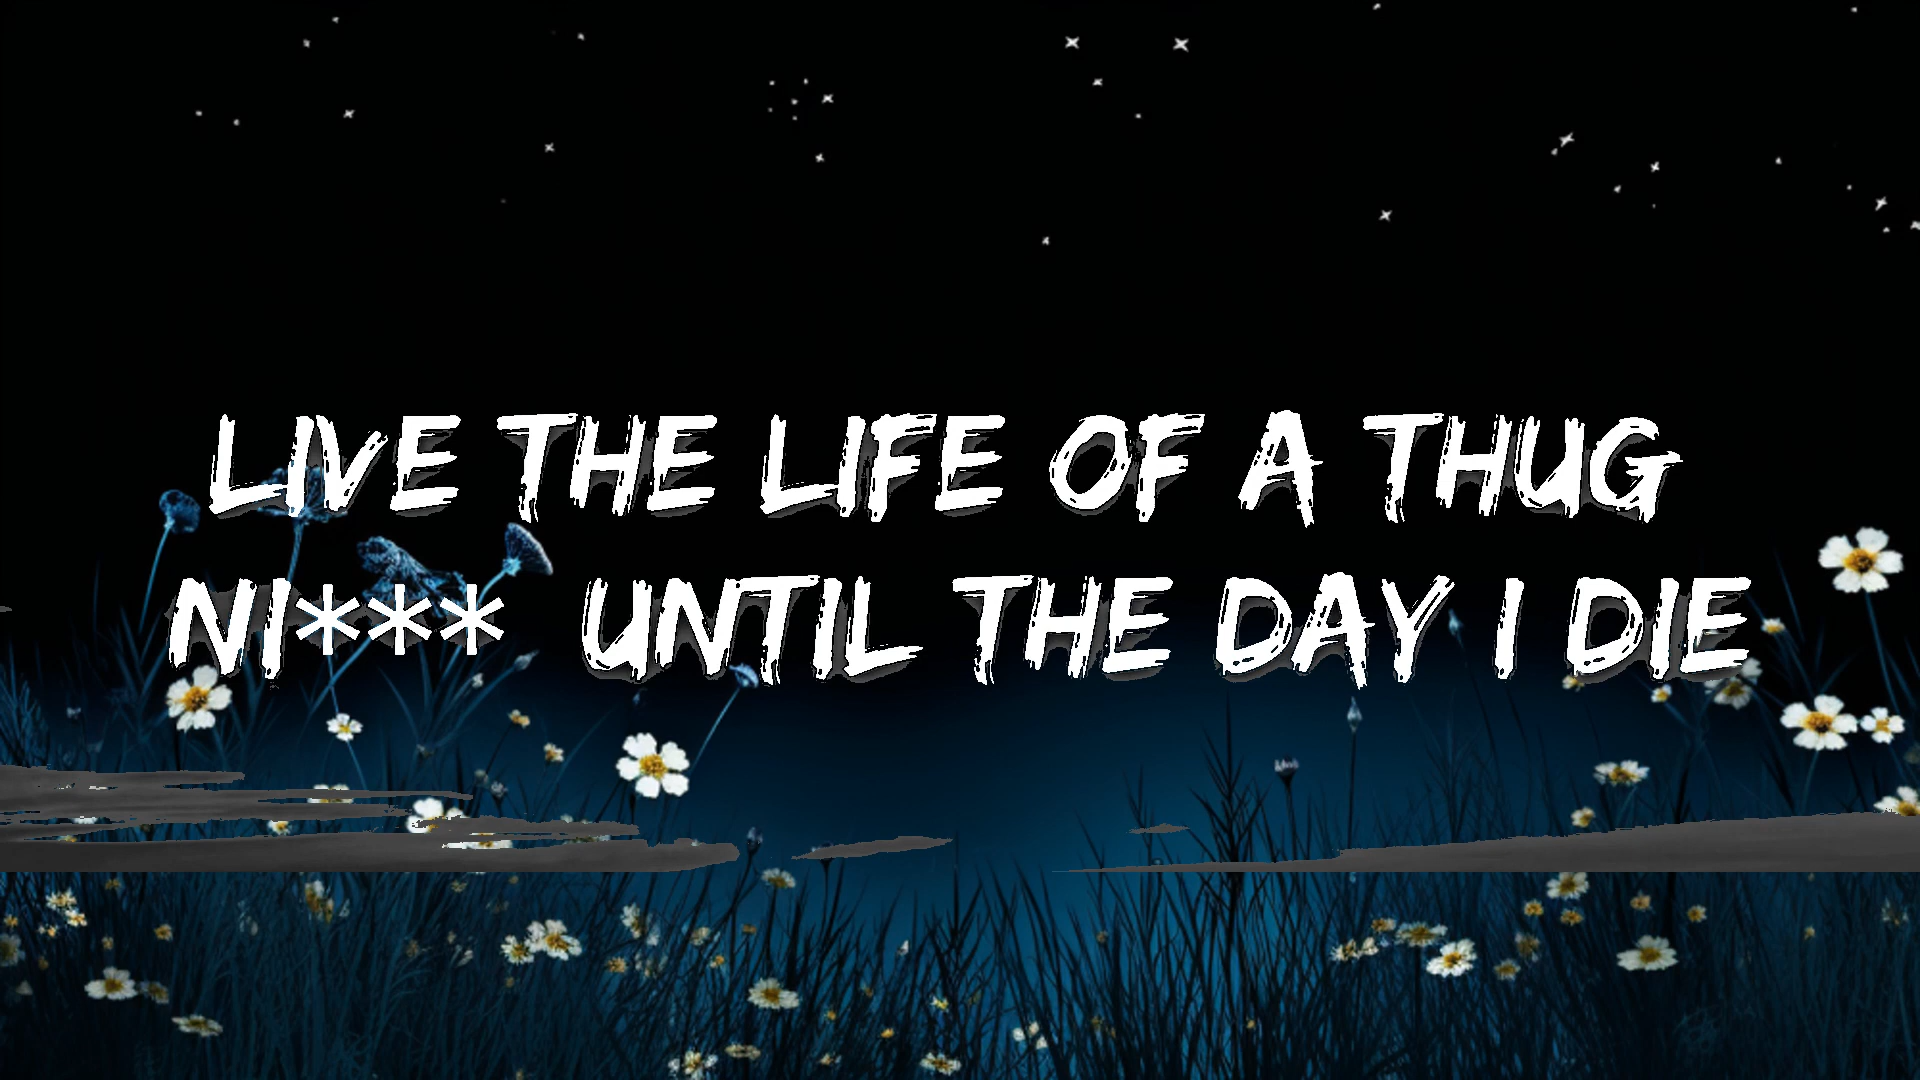 LIVE THE LIFE OF A THUG
NI*** UNTIL THE DAY I DIE